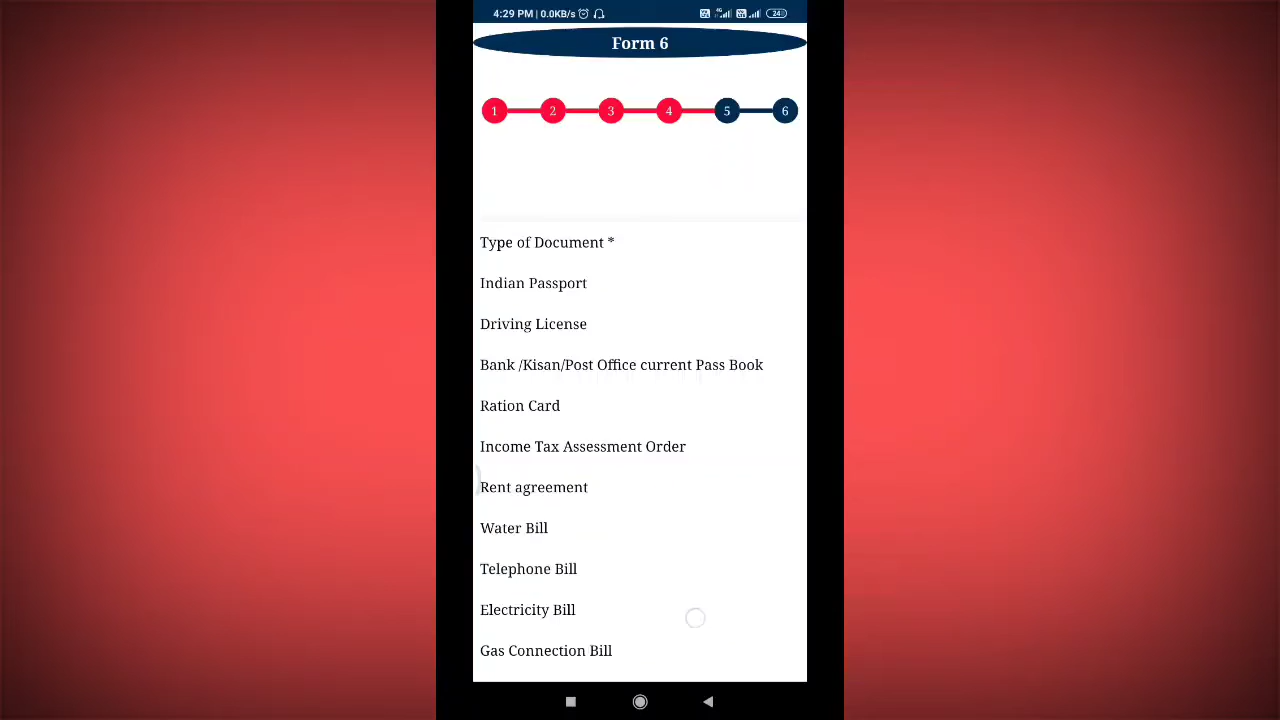 4:29 PM | 0.0KB/s
4G
24
Form 6
1 2 3 4 5 6
Type of Document *
Indian Passport
Driving License
Bank /Kisan/Post Office current Pass Book
Ration Card
Income Tax Assessment Order
Rent agreement
Water Bill
Telephone Bill
Electricity Bill
Gas Connection Bill